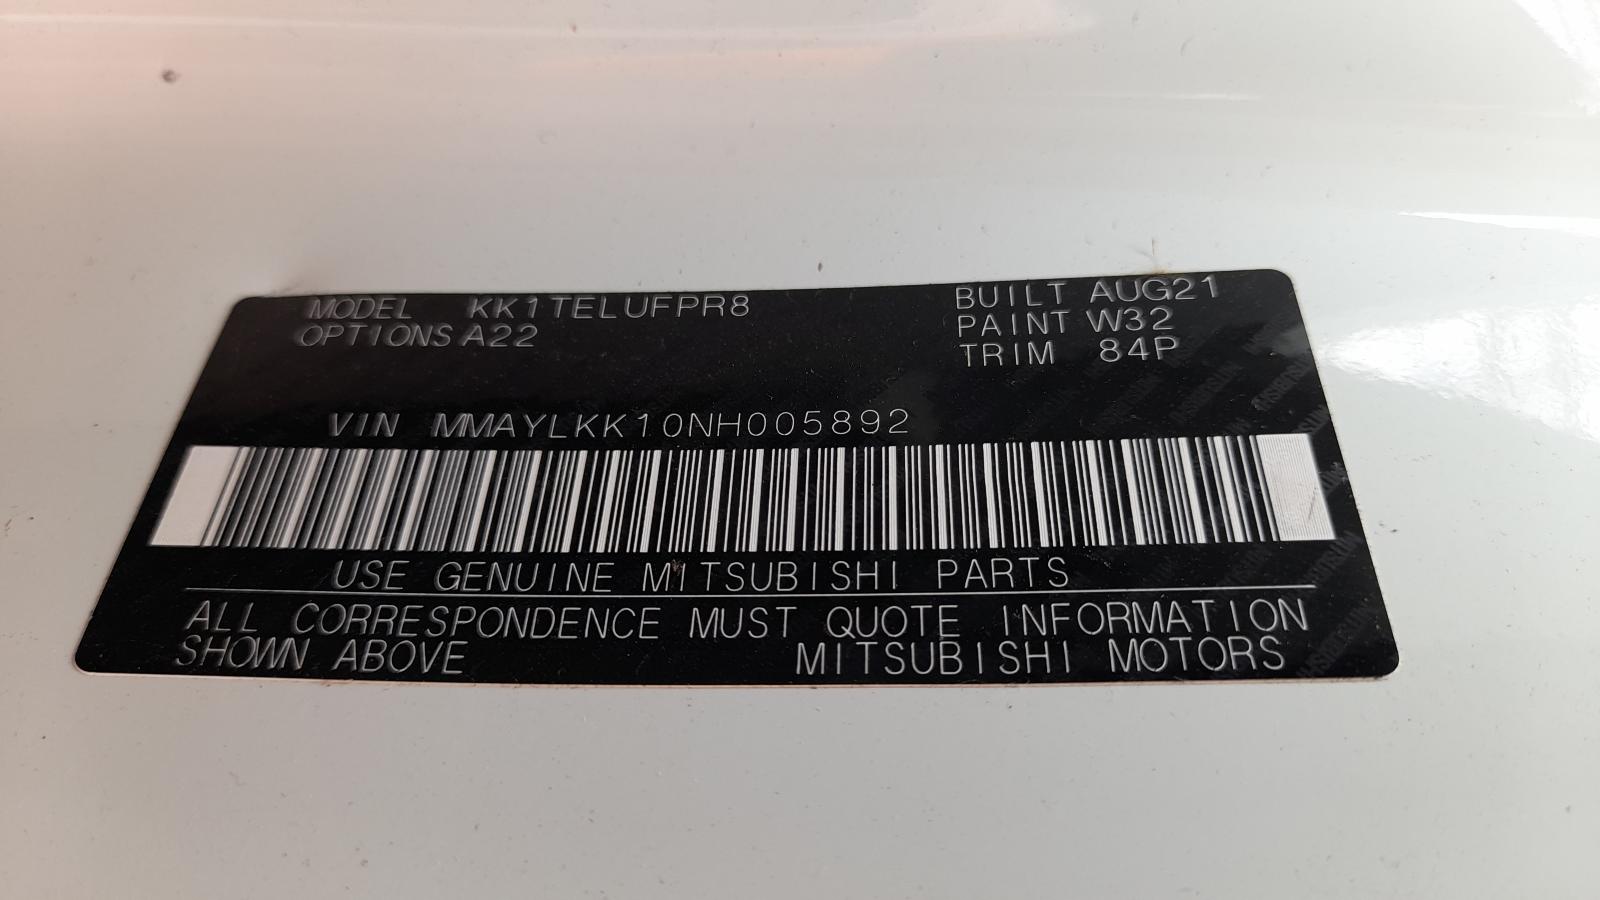 MODEL KK1TELUFPR8 BUILT AUG21
OPTIONS A22 PAINT W32
TRIM 84P
VIN MMAYLKK10NH005892
USE GENUINE MITSUBISHI PARTS
ALL CORRESPONDENCE MUST QUOTE INFORMATION
SHOWN ABOVE MITSUBISHI MOTORS